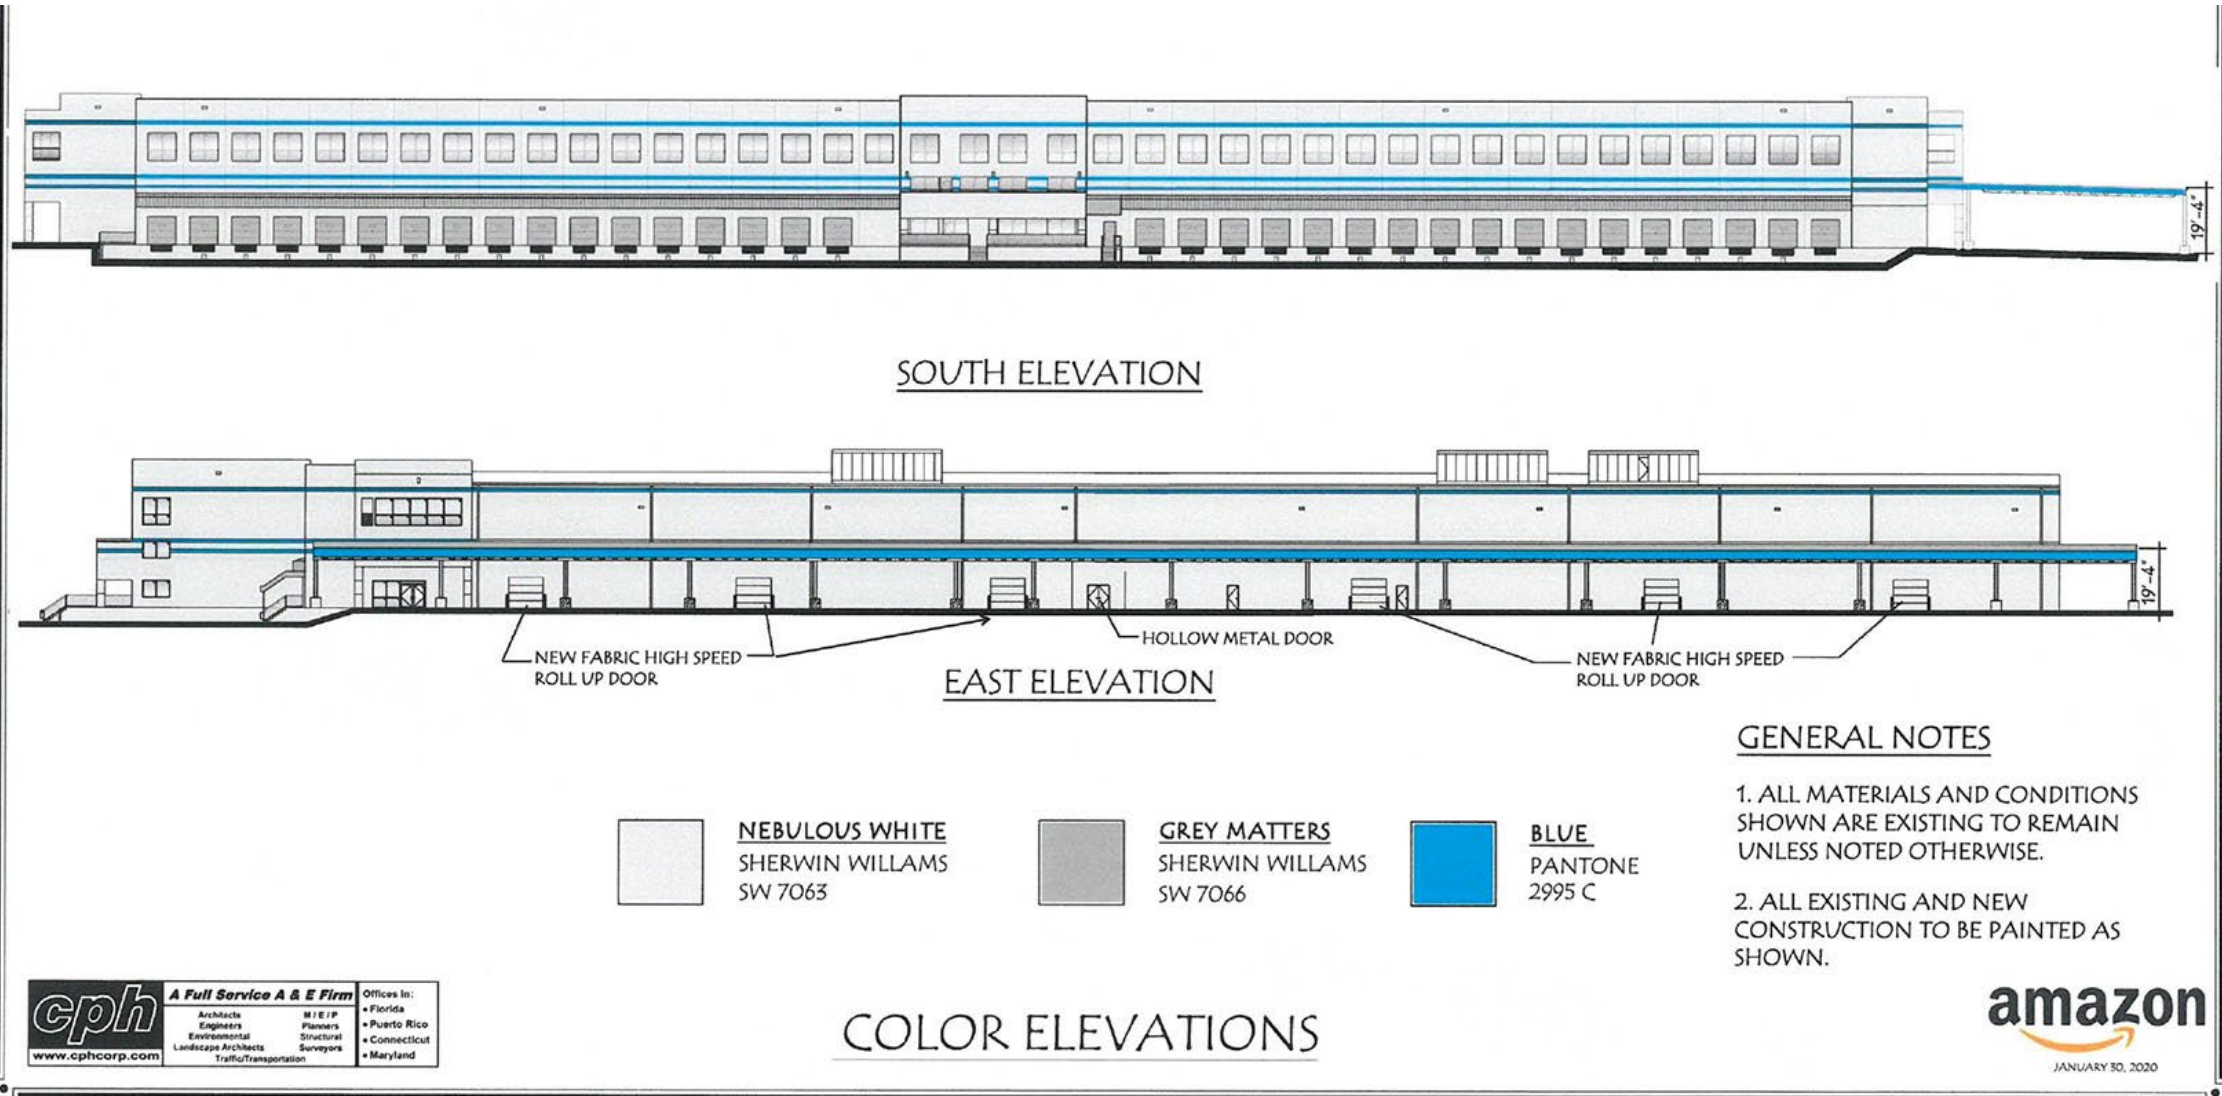 19'-4"
SOUTH ELEVATION
19'-4"
HOLLOW METAL DOOR
NEW FABRIC HIGH SPEED
ROLL UP DOOR
NEW FABRIC HIGH SPEED
ROLL UP DOOR
EAST ELEVATION
GENERAL NOTES
1. ALL MATERIALS AND CONDITIONS
SHOWN ARE EXISTING TO REMAIN
UNLESS NOTED OTHERWISE.
2. ALL EXISTING AND NEW
CONSTRUCTION TO BE PAINTED AS
SHOWN.
NEBULOUS WHITE
SHERWIN WILLAMS
SW 7063
GREY MATTERS
SHERWIN WILLAMS
SW 7066
BLUE
PANTONE
2995 C
cph
www.cphcorp.com
A Full Service A & E Firm
Architects M / E / P
Engineers Planners
Environmental Structural
Landscape Architects Surveyors
Traffic/Transportation
Offices In:
• Florida
• Puerto Rico
• Connecticut
• Maryland
COLOR ELEVATIONS
amazon
JANUARY 30, 2020